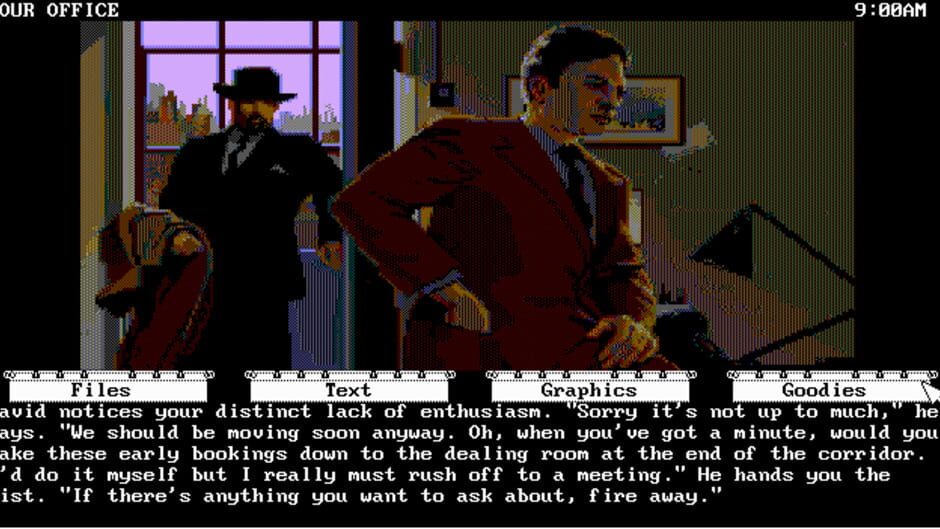 OUR OFFICE
9:00AM
Files
Text
Graphics
Goodies
avid notices your distinct lack of enthusiasm. "Sorry it's not up to much," he
ays. "We should be moving soon anyway. Oh, when you've got a minute, would you
ake these early bookings down to the dealing room at the end of the corridor.
'd do it myself but I really must rush off to a meeting." He hands you the
ist. "If there's anything you want to ask about, fire away."